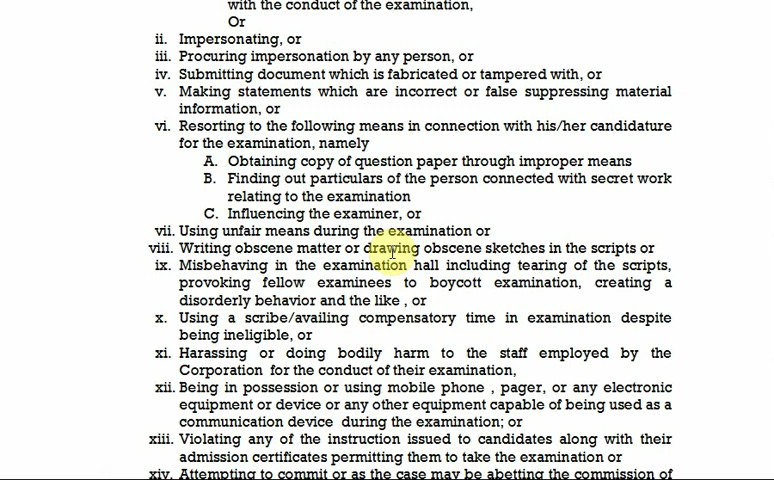 with the conduct of the examination,
Or
ii. Impersonating, or
iii. Procuring impersonation by any person, or
iv. Submitting document which is fabricated or tampered with, or
v. Making statements which are incorrect or false suppressing material
information, or
vi. Resorting to the following means in connection with his/her candidature
for the examination, namely
A. Obtaining copy of question paper through improper means
B. Finding out particulars of the person connected with secret work
relating to the examination
C. Influencing the examiner, or
vii. Using unfair means during the examination or
viii. Writing obscene matter or drawing obscene sketches in the scripts or
ix. Misbehaving in the examination hall including tearing of the scripts,
provoking fellow examinees to boycott examination, creating a
disorderly behavior and the like , or
x. Using a scribe/availing compensatory time in examination despite
being ineligible, or
xi. Harassing or doing bodily harm to the staff employed by the
Corporation for the conduct of their examination,
xii. Being in possession or using mobile phone , pager, or any electronic
equipment or device or any other equipment capable of being used as a
communication device during the examination; or
xiii. Violating any of the instruction issued to candidates along with their
admission certificates permitting them to take the examination or
xiv. Attempting to commit or as the case may be abetting the commission of